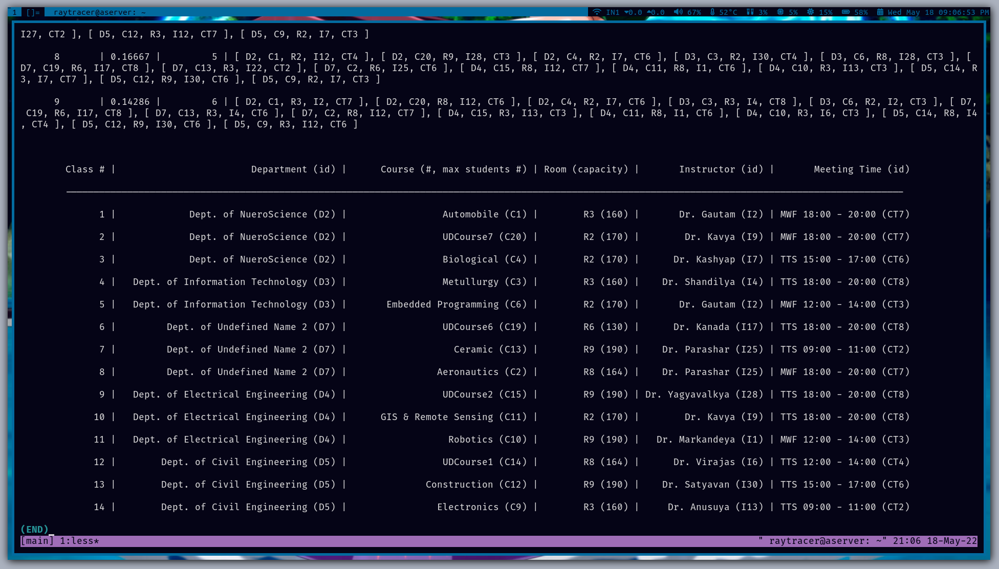 1 []= raytracer@aserver: ~ IN1 ▾0.0 ▴0.0 67% 52°C 3% 5% 15% 58% Wed May 18 09:06:53 PM
I27, CT2 ], [ D5, C12, R3, I12, CT7 ], [ D5, C9, R2, I7, CT3 ]
8 | 0.16667 | 5 | [ D2, C1, R2, I12, CT4 ], [ D2, C20, R9, I28, CT3 ], [ D2, C4, R2, I7, CT6 ], [ D3, C3, R2, I30, CT4 ], [ D3, C6, R8, I28, CT3 ], [
D7, C19, R6, I17, CT8 ], [ D7, C13, R3, I22, CT2 ], [ D7, C2, R6, I25, CT6 ], [ D4, C15, R8, I12, CT7 ], [ D4, C11, R8, I1, CT6 ], [ D4, C10, R3, I13, CT3 ], [ D5, C14, R
3, I7, CT7 ], [ D5, C12, R9, I30, CT6 ], [ D5, C9, R2, I7, CT3 ]
9 | 0.14286 | 6 | [ D2, C1, R3, I2, CT7 ], [ D2, C20, R8, I12, CT6 ], [ D2, C4, R2, I7, CT6 ], [ D3, C3, R3, I4, CT8 ], [ D3, C6, R2, I2, CT3 ], [ D7,
C19, R6, I17, CT8 ], [ D7, C13, R3, I4, CT6 ], [ D7, C2, R8, I12, CT7 ], [ D4, C15, R3, I13, CT3 ], [ D4, C11, R8, I1, CT6 ], [ D4, C10, R3, I6, CT3 ], [ D5, C14, R8, I4
, CT4 ], [ D5, C12, R9, I30, CT6 ], [ D5, C9, R3, I12, CT6 ]
Class # | Department (id) | Course (#, max students #) | Room (capacity) | Instructor (id) | Meeting Time (id)
1 | Dept. of NueroScience (D2) | Automobile (C1) | R3 (160) | Dr. Gautam (I2) | MWF 18:00 - 20:00 (CT7)
2 | Dept. of NueroScience (D2) | UDCourse7 (C20) | R2 (170) | Dr. Kavya (I9) | MWF 18:00 - 20:00 (CT7)
3 | Dept. of NueroScience (D2) | Biological (C4) | R2 (170) | Dr. Kashyap (I7) | TTS 15:00 - 17:00 (CT6)
4 | Dept. of Information Technology (D3) | Metullurgy (C3) | R3 (160) | Dr. Shandilya (I4) | TTS 18:00 - 20:00 (CT8)
5 | Dept. of Information Technology (D3) | Embedded Programming (C6) | R2 (170) | Dr. Gautam (I2) | MWF 12:00 - 14:00 (CT3)
6 | Dept. of Undefined Name 2 (D7) | UDCourse6 (C19) | R6 (130) | Dr. Kanada (I17) | TTS 18:00 - 20:00 (CT8)
7 | Dept. of Undefined Name 2 (D7) | Ceramic (C13) | R9 (190) | Dr. Parashar (I25) | TTS 09:00 - 11:00 (CT2)
8 | Dept. of Undefined Name 2 (D7) | Aeronautics (C2) | R8 (164) | Dr. Parashar (I25) | MWF 18:00 - 20:00 (CT7)
9 | Dept. of Electrical Engineering (D4) | UDCourse2 (C15) | R9 (190) | Dr. Yagyavalkya (I28) | TTS 18:00 - 20:00 (CT8)
10 | Dept. of Electrical Engineering (D4) | GIS & Remote Sensing (C11) | R2 (170) | Dr. Kavya (I9) | TTS 18:00 - 20:00 (CT8)
11 | Dept. of Electrical Engineering (D4) | Robotics (C10) | R9 (190) | Dr. Markandeya (I1) | MWF 12:00 - 14:00 (CT3)
12 | Dept. of Civil Engineering (D5) | UDCourse1 (C14) | R8 (164) | Dr. Virajas (I6) | TTS 12:00 - 14:00 (CT4)
13 | Dept. of Civil Engineering (D5) | Construction (C12) | R9 (190) | Dr. Satyavan (I30) | TTS 15:00 - 17:00 (CT6)
14 | Dept. of Civil Engineering (D5) | Electronics (C9) | R3 (160) | Dr. Anusuya (I13) | TTS 09:00 - 11:00 (CT2)
(END)
[main] 1:less* " raytracer@aserver: ~" 21:06 18-May-22